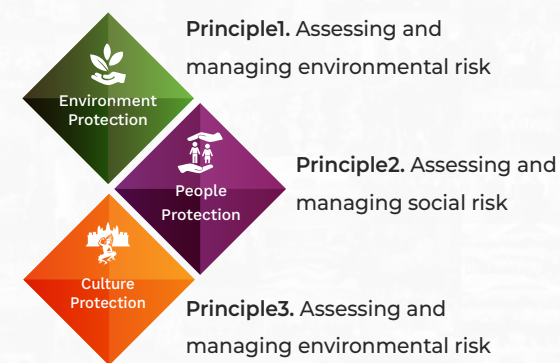 Principle1. Assessing and
managing environmental risk
Environment
Protection
Principle2. Assessing and
managing social risk
People
Protection
Culture
Protection
Principle3. Assessing and
managing environmental risk